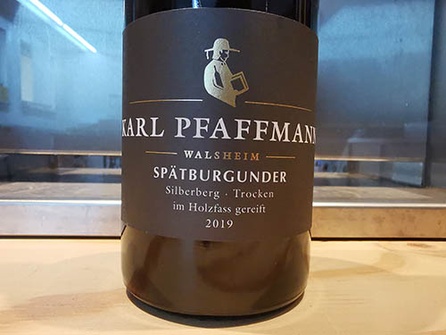 KARL PFAFFMANN
WALSHEIM
SPÄTBURGUNDER
Silberberg · Trocken
im Holzfass gereift
2019